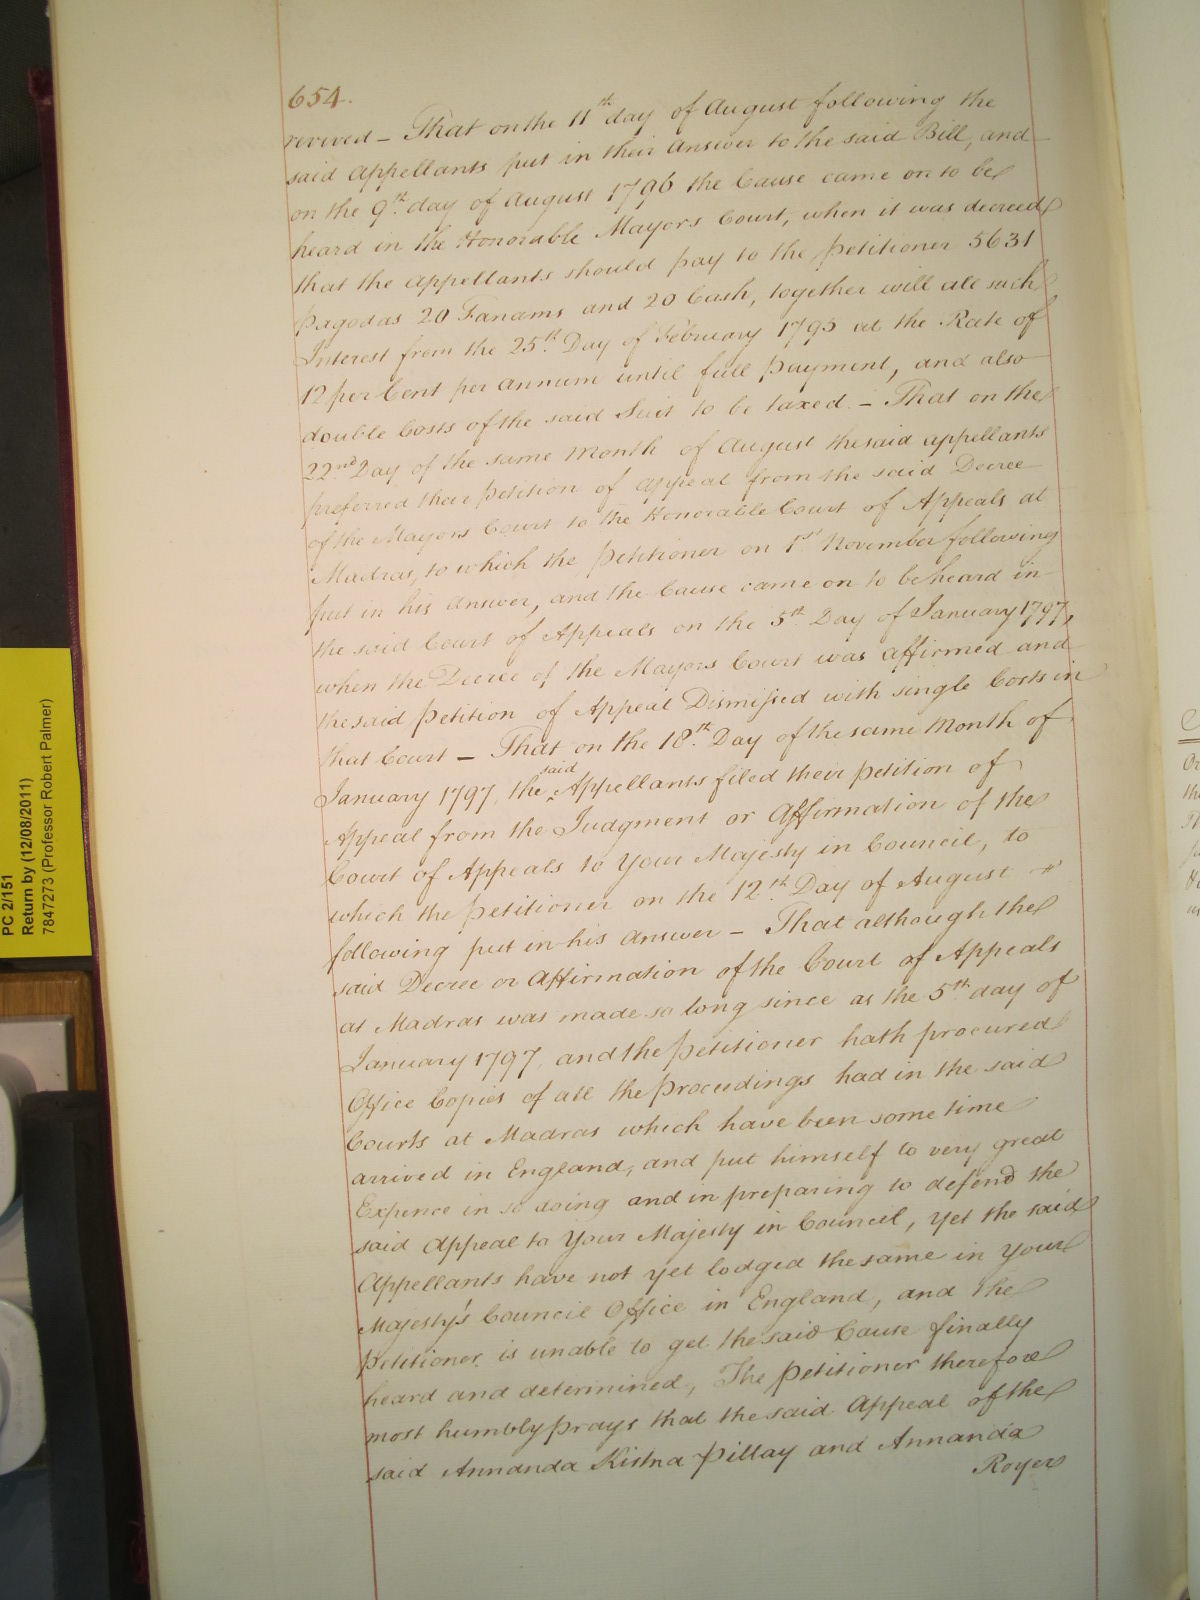 654.
revived – That on the 11th day of August following the
said Appellants put in their Answer to the said Bill, and
on the 9th day of August 1796 the Cause came on to be
heard in the Honorable Mayors Court, when it was decreed
that the Appellants should pay to the Petitioner 5631
Pagodas 20 Fanams and 20 Cash, together will all such
Interest from the 25th Day of February 1795 at the Rate of
12 per Cent per Annum until full payment, and also
double Costs of the said Suit to be taxed. – That on the
22nd Day of the same Month of August the said Appellants
preferred their Petition of Appeal from the said Decree
of the Mayors Court to the Honorable Court of Appeals at
Madras, to which the Petitioner on 1st November following
put in his Answer, and the Cause came on to be heard in
the said Court of Appeals on the 5th Day of January 1797,
when the Decree of the Mayors Court was affirmed and
the said Petition of Appeal Dismissed with single Costs in
that Court – That on the 18th Day of the same Month of
January 1797, the said Appellants filed their Petition of
Appeal from the Judgment or Affirmation of the
Court of Appeals to Your Majesty in Council, to
which the Petitioner on the 12th Day of August
following put in his Answer – That although the
said Decree or Affirmation of the Court of Appeals
at Madras was made so long since as the 5th day of
January 1797, and the Petitioner hath procured
Office Copies of all the Proceedings had in the said
Courts at Madras which have been some time
arrived in England, and put himself to very great
Expence in so doing and in preparing to defend the
said Appeal to Your Majesty in Council, yet the said
Appellants have not yet lodged the same in Your
Majesty's Council Office in England, and the
Petitioner is unable to get the said Cause finally
heard and determined, The Petitioner therefore
most humbly prays that the said Appeal of the
said Annanda Kistna Pillay and Annanda
Royer
PC 2/151
Return by (12/08/2011)
7847273 (Professor Robert Palmer)